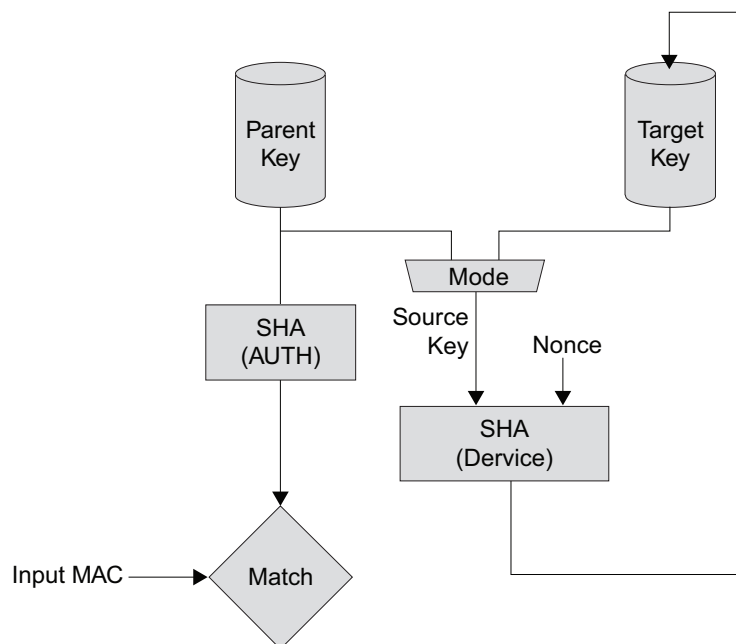 Parent
Key
Target
Key
Mode
Source
Key
SHA
(AUTH)
Nonce
SHA
(Dervice)
Input MAC
Match